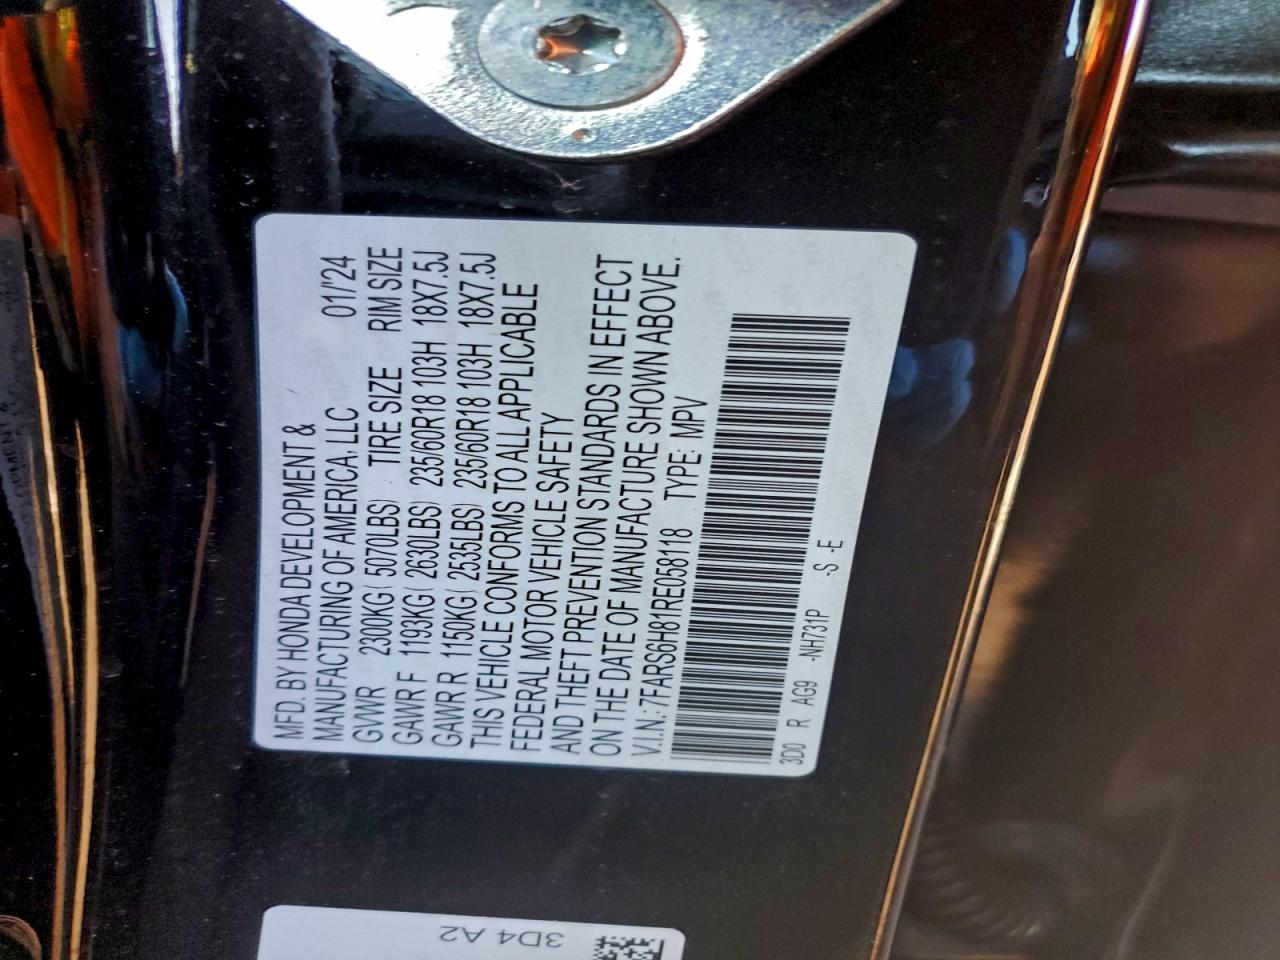 MFD. BY HONDA DEVELOPMENT &
MANUFACTURING OF AMERICA, LLC 01/'24
GVWR 2300KG( 5070LBS) TIRE SIZE RIM SIZE
GAWR F 1193KG( 2630LBS) 235/60R18 103H 18X7.5J
GAWR R 1150KG( 2535LBS) 235/60R18 103H 18X7.5J
THIS VEHICLE CONFORMS TO ALL APPLICABLE
FEDERAL MOTOR VEHICLE SAFETY
AND THEFT PREVENTION STANDARDS IN EFFECT
ON THE DATE OF MANUFACTURE SHOWN ABOVE.
V.I.N.: 7FARS6H81RE058118 TYPE: MPV
3D0 R AG9 -NH731P -S -E
3D4 A2